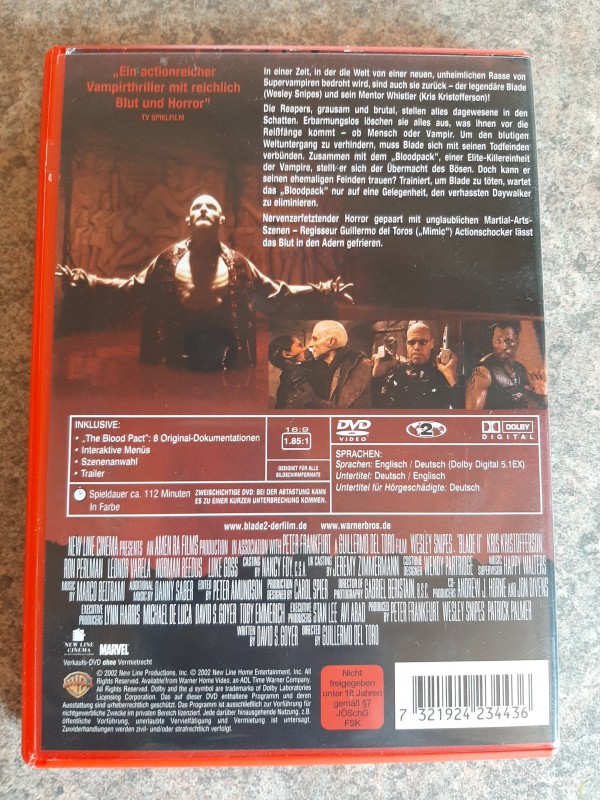 „Ein actionreicher
Vampirthriller mit reichlich
Blut und Horror”
TV SPIELFILM
In einer Zeit, in der die Welt von einer neuen, unheimlichen Rasse von
Supervampiren bedroht wird, sind auch sie zurück – der legendäre Blade
(Wesley Snipes) und sein Mentor Whistler (Kris Kristofferson)!
Die Reapers, grausam und brutal, stellen alles dagewesene in den
Schatten. Erbarmungslos löschen sie alles aus, was ihnen vor die
Reißfänge kommt – ob Mensch oder Vampir. Um den blutigen
Weltuntergang zu verhindern, muss Blade sich mit seinen Todfeinden
verbünden. Zusammen mit dem „Bloodpack”, einer Elite-Killereinheit
der Vampire, stellt er sich der Übermacht des Bösen. Doch kann er
seinen ehemaligen Feinden trauen? Trainiert, um Blade zu töten, wartet
das „Bloodpack” nur auf eine Gelegenheit, den verhassten Daywalker
zu eliminieren.
Nervenzerfetztender Horror gepaart mit unglaublichen Martial-Arts-
Szenen – Regisseur Guillermo del Toros („Mimic”) Actionschocker lässt
das Blut in den Adern gefrieren.
INKLUSIVE:
• „The Blood Pact”: 8 Original-Dokumentationen
• Interaktive Menüs
• Szenenanwahl
• Trailer
Spieldauer ca. 112 Minuten
In Farbe
ZWEISCHICHTIGE DVD: BEI DER ABTASTUNG KANN
ES ZU EINER KURZEN UNTERBRECHUNG KOMMEN.
16:9
1.85:1
GEEIGNET FÜR ALLE
BILDSCHIRMFORMATE
DVD
VIDEO
2
DOLBY
DIGITAL
SPRACHEN:
Sprachen: Englisch / Deutsch (Dolby Digital 5.1EX)
Untertitel: Deutsch / Englisch
Untertitel für Hörgeschädigte: Deutsch
www.blade2-derfilm.de www.warnerbros.de
NEW LINE CINEMA PRESENTS AN AMEN RA FILMS PRODUCTION IN ASSOCIATION WITH PETER FRANKFURT A GUILLERMO DEL TORO FILM WESLEY SNIPES "BLADE II" KRIS KRISTOFFERSON
RON PERLMAN LEONOR VARELA NORMAN REEDUS LUKE GOSS CASTING BY NANCY FOY, C.S.A. CASTING BY JEREMY ZIMMERMANN COSTUME DESIGNER WENDY PARTRIDGE MUSIC SUPERVISOR HAPPY WALTERS
MUSIC BY MARCO BELTRAMI ADDITIONAL MUSIC BY DANNY SABER EDITED BY PETER AMUNDSON PRODUCTION DESIGNER CAROL SPIER DIRECTOR OF PHOTOGRAPHY GABRIEL BERISTAIN B.S.C. CO-PRODUCERS ANDREW J. HORNE AND JON DIVENS
EXECUTIVE PRODUCERS LYNN HARRIS MICHAEL DE LUCA DAVID S. GOYER TOBY EMMERICH EXECUTIVE PRODUCERS STAN LEE AVI ARAD PRODUCED BY PETER FRANKFURT WESLEY SNIPES PATRICK PALMER
WRITTEN BY DAVID S. GOYER DIRECTED BY GUILLERMO DEL TORO
NEW LINE
CINEMA
MARVEL
Verkaufs-DVD ohne Vermietrecht
WB
© 2002 New Line Productions, Inc. © 2002 New Line Home Entertainment, Inc. All
Rights Reserved. Available from Warner Home Video, an AOL Time Warner Company.
All Rights Reserved. Dolby and the d symbol are trademarks of Dolby Laboratories
Licensing Corporation. Das auf dieser DVD enthaltene Programm und deren
Ausstattung sind urheberrechtlich geschützt. Das Programm ist ausschließlich zur Vorführung für
nichtgewerbliche Zwecke im privaten Bereich lizenziert. Jede darüber hinausgehende Nutzung, z.B.
öffentliche Vorführung, unerlaubte Vervielfältigung und Vermietung ist untersagt.
Zuwiderhandlungen werden zivil- und/oder strafrechtlich verfolgt.
Nicht
freigegeben
unter 18 Jahren
gemäß §7
JÖSchG
FSK
7 321924 234436